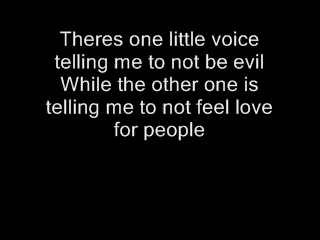 Theres one little voice
telling me to not be evil
While the other one is
telling me to not feel love
for people